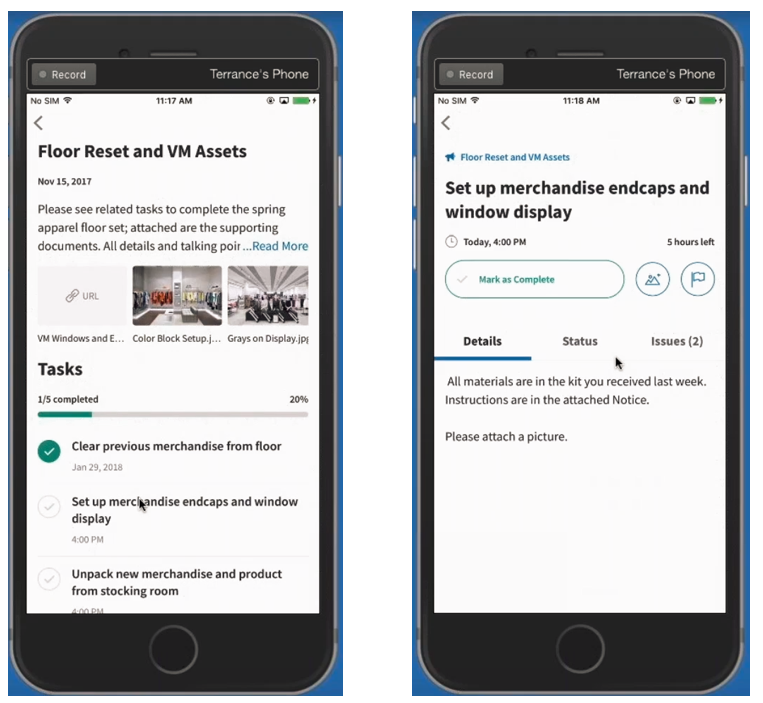 Record
Terrance's Phone
No SIM
11:17 AM
Floor Reset and VM Assets
Nov 15, 2017
Please see related tasks to complete the spring
apparel floor set; attached are the supporting
documents. All details and talking poir ...Read More
URL
VM Windows and E...
Color Block Setup.j...
Grays on Display.jpg
Tasks
1/5 completed
20%
Clear previous merchandise from floor
Jan 29, 2018
Set up merchandise endcaps and window
display
4:00 PM
Unpack new merchandise and product
from stocking room
4:00 PM
Record
Terrance's Phone
No SIM
11:18 AM
Floor Reset and VM Assets
Set up merchandise endcaps and
window display
Today, 4:00 PM
5 hours left
Mark as Complete
Details
Status
Issues (2)
All materials are in the kit you received last week.
Instructions are in the attached Notice.
Please attach a picture.